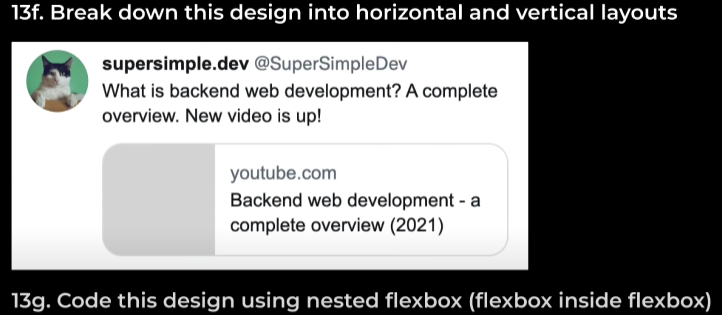 13f. Break down this design into horizontal and vertical layouts
supersimple.dev @SuperSimpleDev
What is backend web development? A complete
overview. New video is up!
youtube.com
Backend web development - a
complete overview (2021)
13g. Code this design using nested flexbox (flexbox inside flexbox)